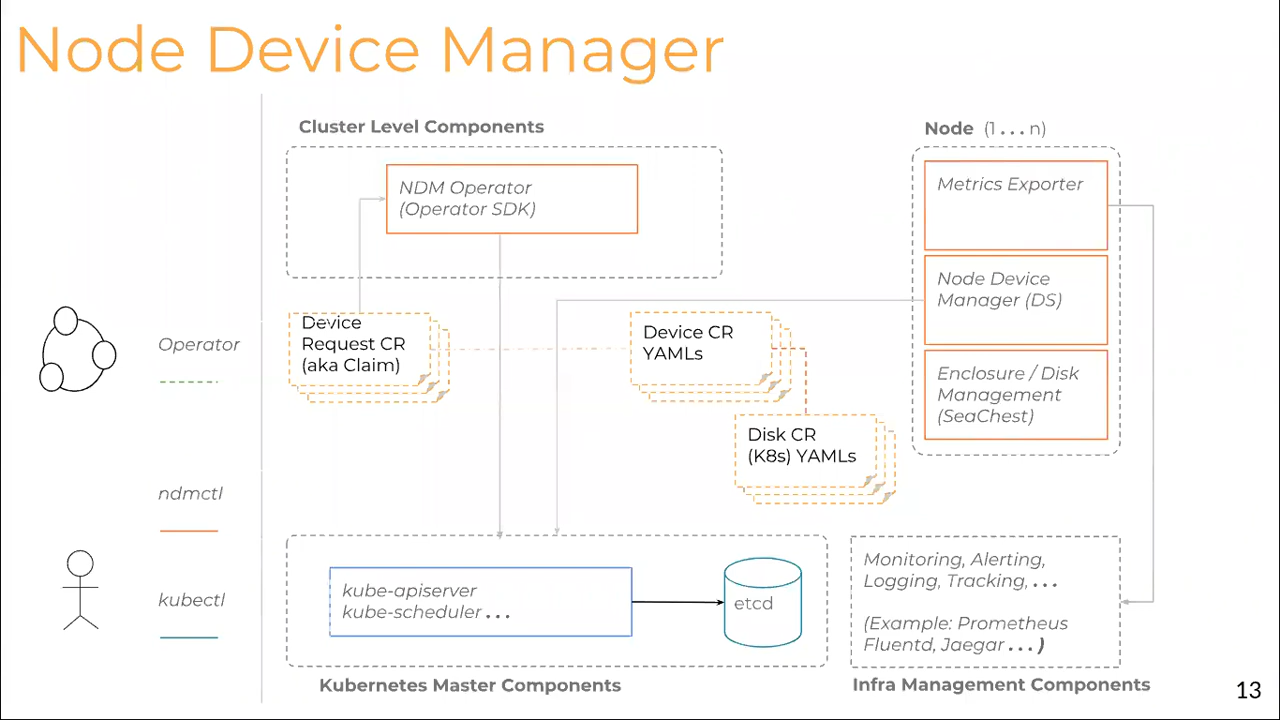 Node Device Manager
Cluster Level Components
NDM Operator
(Operator SDK)
Node (1 . . . n)
Metrics Exporter
Node Device
Manager (DS)
Enclosure / Disk
Management
(SeaChest)
Operator
Device
Request CR
(aka Claim)
Device CR
YAMLs
Disk CR
(K8s) YAMLs
ndmctl
kubectl
kube-apiserver
kube-scheduler . . .
etcd
Kubernetes Master Components
Monitoring, Alerting,
Logging, Tracking, . . .
(Example: Prometheus
Fluentd, Jaegar . . . )
Infra Management Components
13